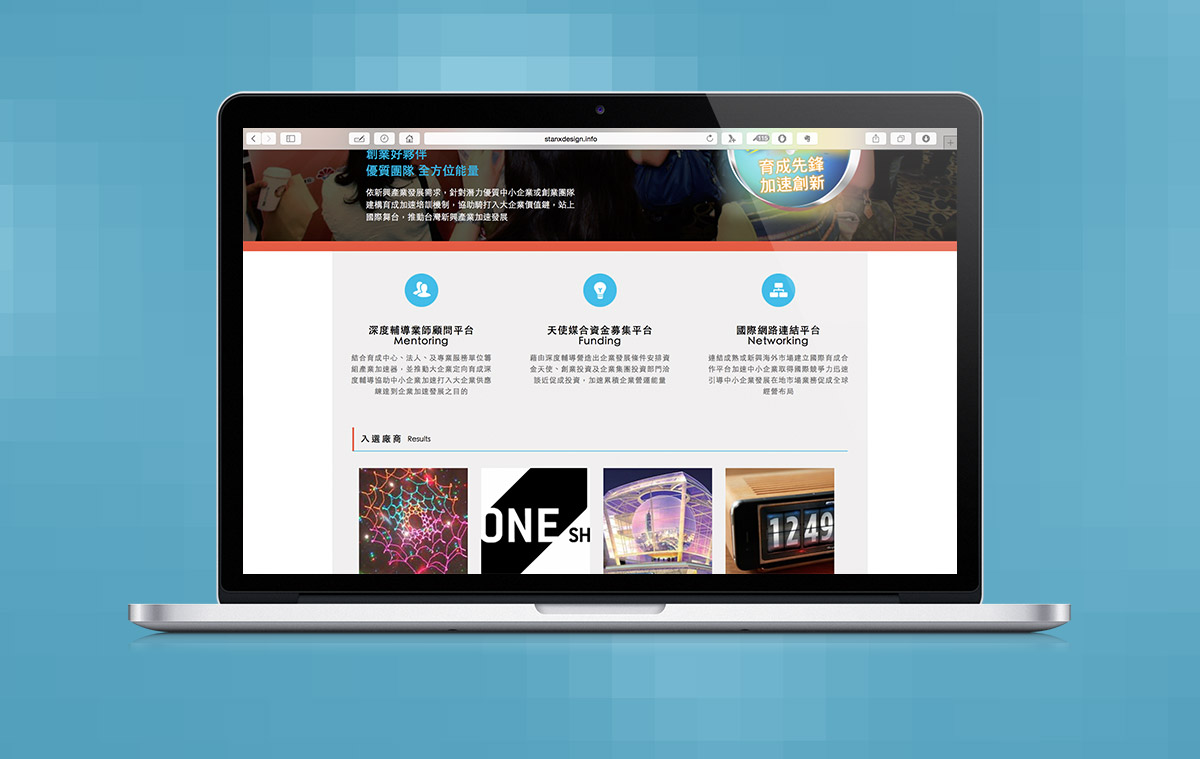 stanxdesign.info
115
創業好夥伴
優質團隊 全方位能量
依新興產業發展需求，針對潛力優質中小企業或創業團隊
建構育成加速培訓機制，協助騎打入大企業價值鏈，站上
國際舞台，推動台灣新興產業加速發展
育成先鋒
加速創新
深度輔導業師顧問平台
Mentoring
結合育成中心、法人、及專業服務單位籌
組產業加速器，並推動大企業定向育成深
度輔導協助中小企業加速打入大企業供應
鍊達到企業加速發展之目的
天使媒合資金募集平台
Funding
藉由深度輔導營造出企業發展條件安排資
金天使、創業投資及企業集團投資部門洽
談近促成投資，加速累積企業營運能量
國際網路連結平台
Networking
連結成熟或新興海外市場建立國際育成合
作平台加速中小企業取得國際競爭力迅速
引導中小企業發展在地市場業務促成全球
經營布局
入選廠商 Results
ONE SH
12 49